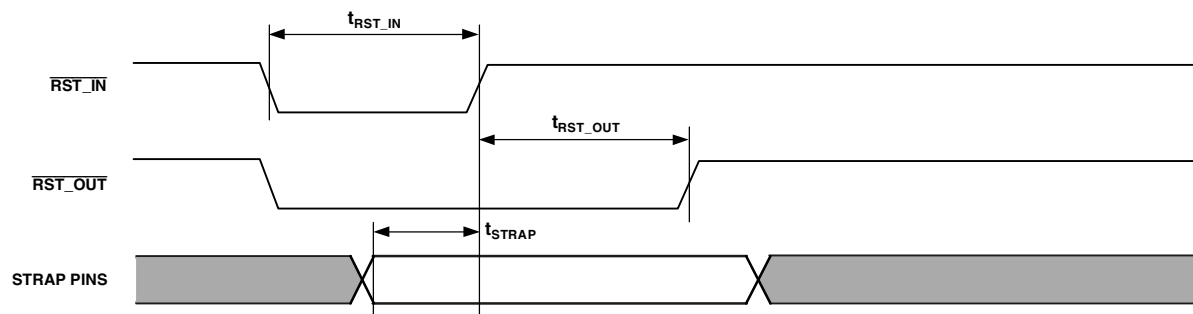 tRST_IN
RST_IN
tRST_OUT
RST_OUT
tSTRAP
STRAP PINS